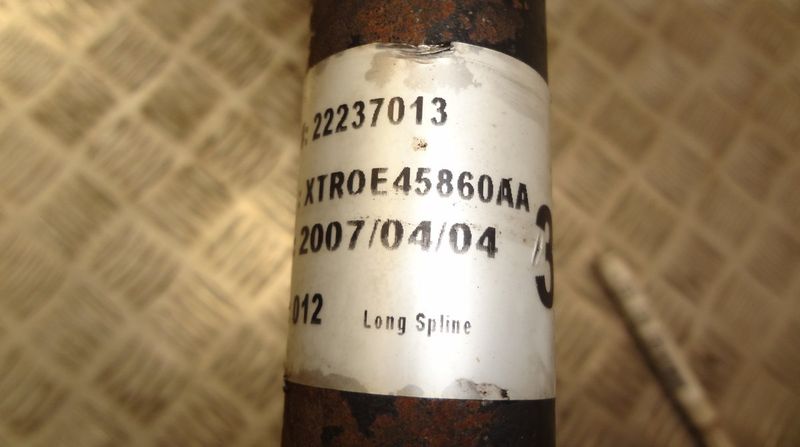 : 22237013
: XTROE45860AA
: 2007/04/04
3
: 012 Long Spline